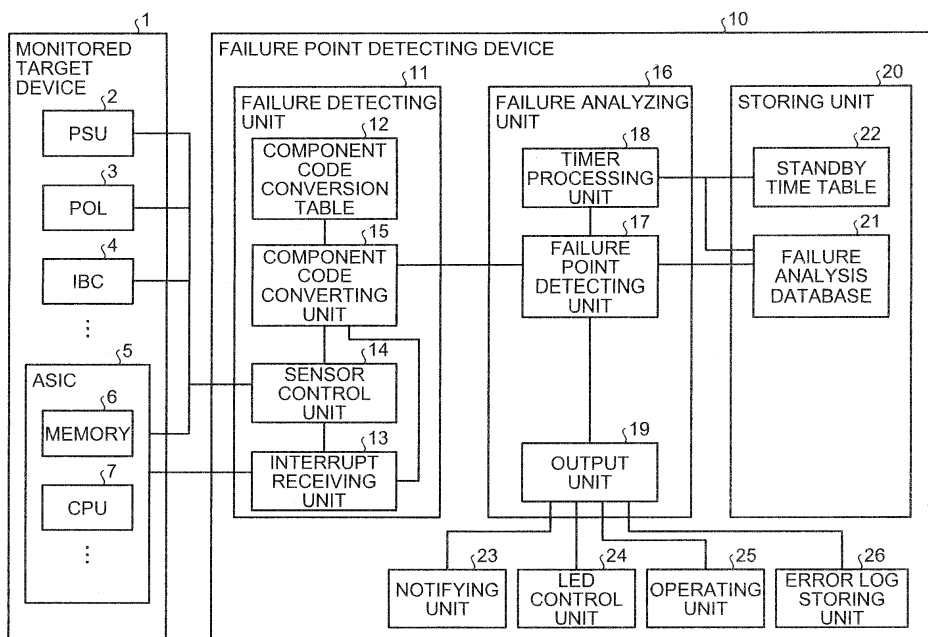 1
MONITORED
TARGET
DEVICE
2
PSU
3
POL
4
IBC
5
ASIC
6
MEMORY
7
CPU
10
FAILURE POINT DETECTING DEVICE
11
FAILURE DETECTING
UNIT
12
COMPONENT
CODE
CONVERSION
TABLE
15
COMPONENT
CODE
CONVERTING
UNIT
14
SENSOR
CONTROL
UNIT
13
INTERRUPT
RECEIVING
UNIT
16
FAILURE ANALYZING
UNIT
18
TIMER
PROCESSING
UNIT
17
FAILURE
POINT
DETECTING
UNIT
19
OUTPUT
UNIT
20
STORING UNIT
22
STANDBY
TIME TABLE
21
FAILURE
ANALYSIS
DATABASE
23
NOTIFYING
UNIT
24
LED
CONTROL
UNIT
25
OPERATING
UNIT
26
ERROR LOG
STORING
UNIT